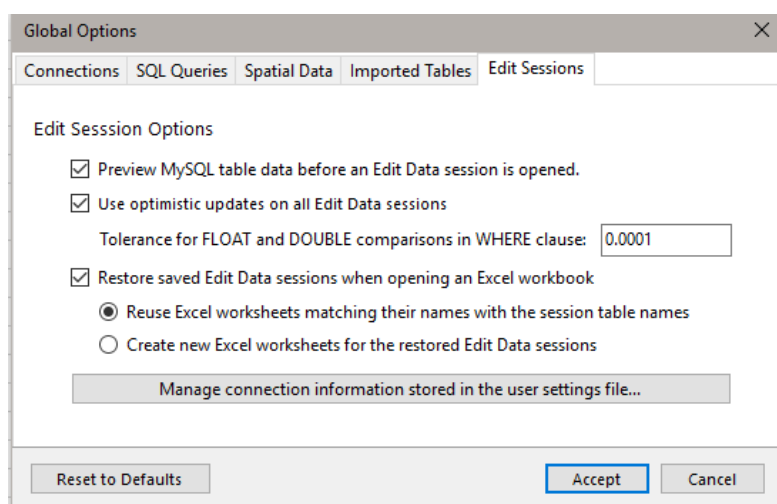 Global Options
Connections SQL Queries Spatial Data Imported Tables Edit Sessions
Edit Sesssion Options
Preview MySQL table data before an Edit Data session is opened.
Use optimistic updates on all Edit Data sessions
Tolerance for FLOAT and DOUBLE comparisons in WHERE clause: 0.0001
Restore saved Edit Data sessions when opening an Excel workbook
Reuse Excel worksheets matching their names with the session table names
Create new Excel worksheets for the restored Edit Data sessions
Manage connection information stored in the user settings file...
Reset to Defaults Accept Cancel